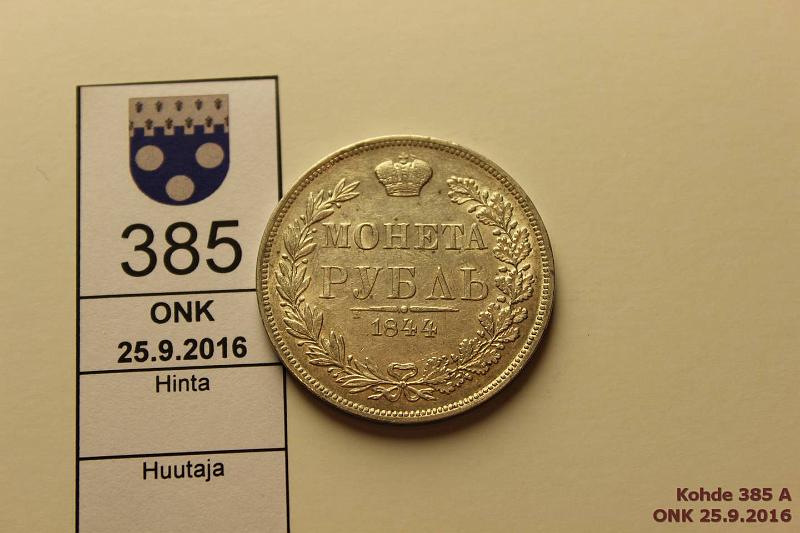 385
ONK
25.9.2016
Hinta
Huutaja
МОНЕТА
РУБЛЬ
1844
Kohde 385 A
ONK 25.9.2016